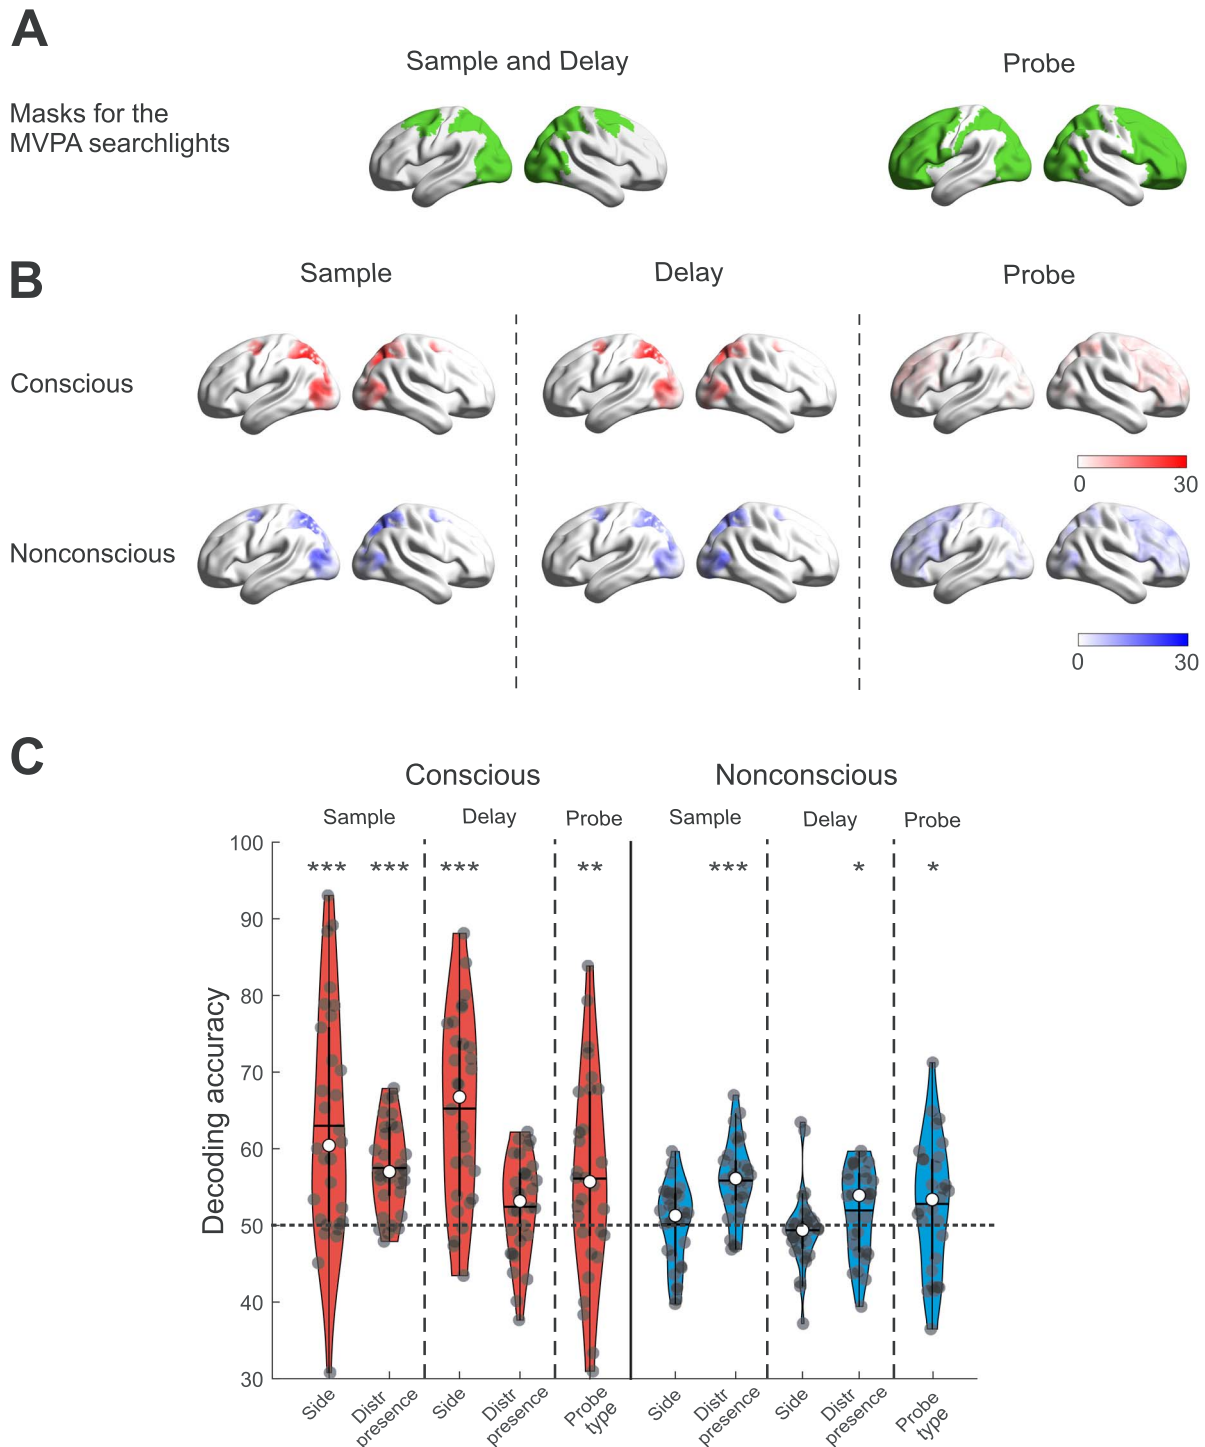 A
Sample and Delay
Probe
Masks for the
MVPA searchlights
B
Sample
Delay
Probe
Conscious
0
30
Nonconscious
0
30
C
Conscious
Nonconscious
Sample
Delay
Probe
Sample
Delay
Probe
***
***
***
**
***
*
*
Decoding accuracy
100
90
80
70
60
50
40
30
Side
Distr
presence
Side
Distr
presence
Probe
type
Side
Distr
presence
Side
Distr
presence
Probe
type